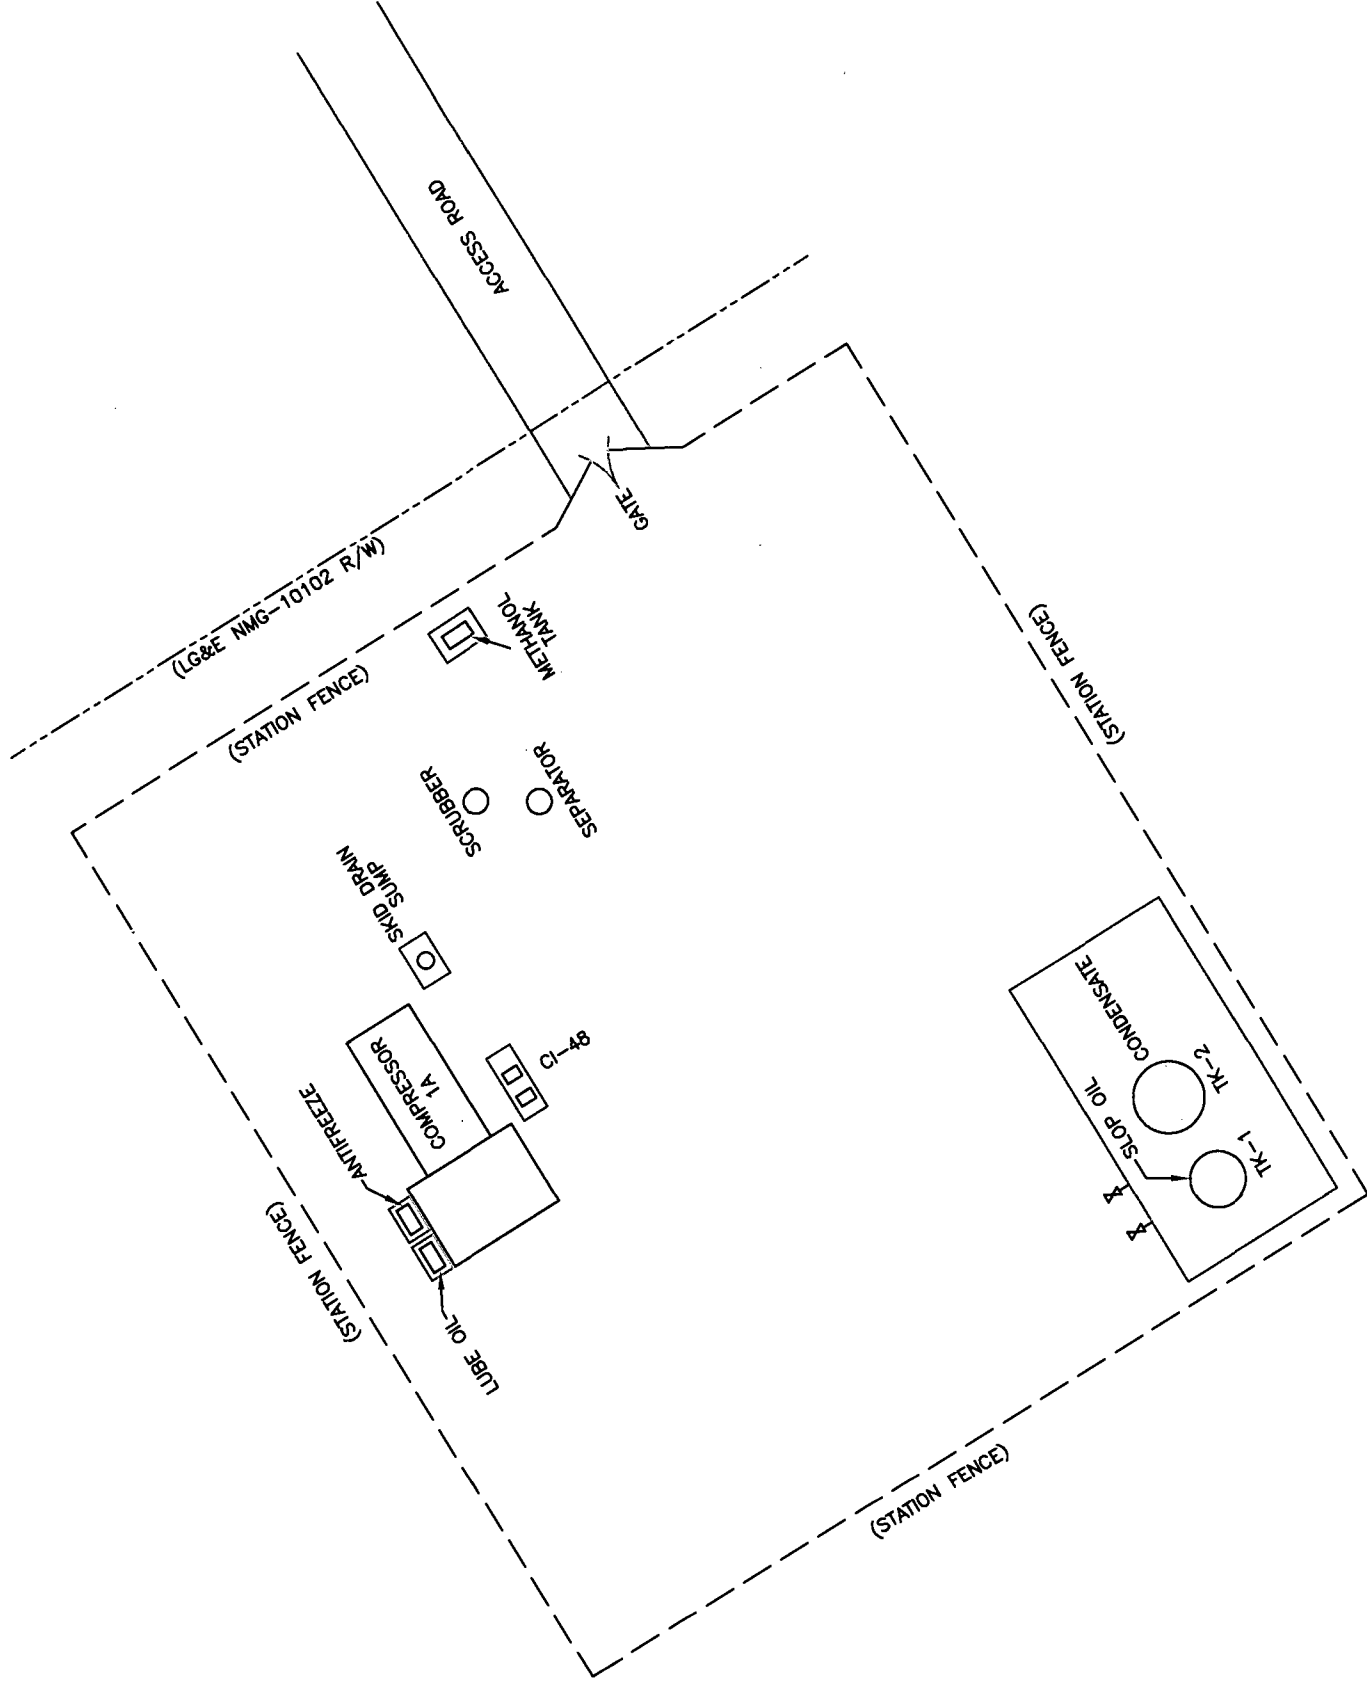 ACCESS ROAD
GATE
(LG&E NMG-10102 R/W)
(STATION FENCE)
METHANOL
TANK
(STATION FENCE)
SCRUBBER
SEPARATOR
SKID DRAIN
SUMP
COMPRESSOR
1A
CI-48
ANTIFREEZE
LUBE OIL
(STATION FENCE)
CONDENSATE
TK-2
SLOP OIL
TK-1
(STATION FENCE)